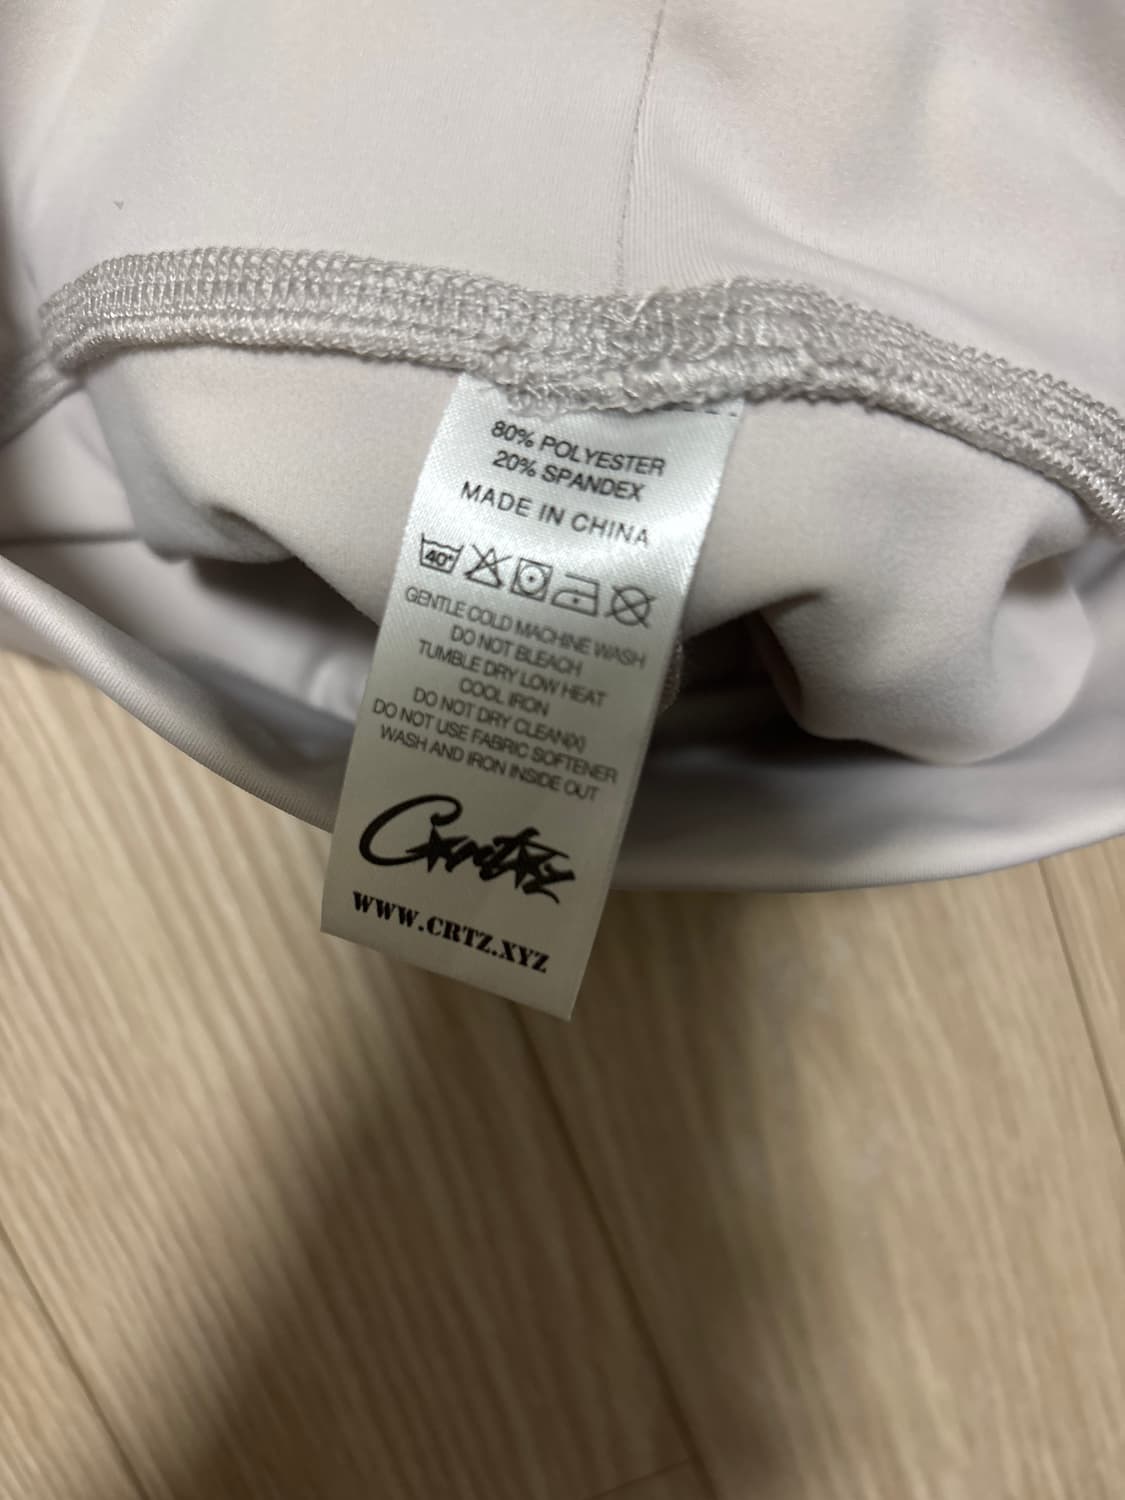 80% POLYESTER
20% SPANDEX
MADE IN CHINA
40°
GENTLE COLD MACHINE WASH
DO NOT BLEACH
TUMBLE DRY LOW HEAT
COOL IRON
DO NOT DRY CLEAN(X)
DO NOT USE FABRIC SOFTENER
WASH AND IRON INSIDE OUT
Crtz
WWW.CRTZ.XYZ